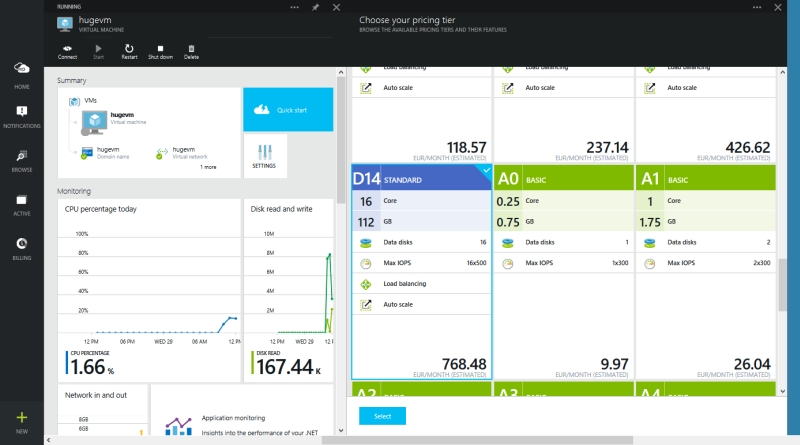 RUNNING
hugevm
VIRTUAL MACHINE
Connect
Start
Restart
Shut down
Delete
HOME
NOTIFICATIONS
BROWSE
ACTIVE
BILLING
NEW
Summary
VMs
hugevm
Virtual machine
hugevm
Domain name
hugevm
Virtual network
1 more
Quick start
SETTINGS
Monitoring
CPU percentage today
100%
80%
60%
40%
20%
12 PM
6 PM
WED 29
06 AM
12 P
CPU PERCENTAGE
1.66 %
Disk read and write
10M
8M
6M
4M
2M
12 PM
6 PM
WED 29
DISK READ
167.44 K
Network in and out
8GB
6GB
Application monitoring
Insights into the performance of your .NET
Choose your pricing tier
BROWSE THE AVAILABLE PRICING TIERS AND THEIR FEATURES
Load balancing
Auto scale
118.57
EUR/MONTH (ESTIMATED)
Load balancing
Auto scale
237.14
EUR/MONTH (ESTIMATED)
Load balancing
Auto scale
426.62
EUR/MONTH (ESTIMATED)
D14 STANDARD
16 Core
112 GB
Data disks 16
Max IOPS 16x500
Load balancing
Auto scale
768.48
EUR/MONTH (ESTIMATED)
A0 BASIC
0.25 Core
0.75 GB
Data disks 1
Max IOPS 1x300
9.97
EUR/MONTH (ESTIMATED)
A1 BASIC
1 Core
1.75 GB
Data disks 2
Max IOPS 2x300
26.04
EUR/MONTH (ESTIMATED)
A2 BASIC
A3 BASIC
A4 BASIC
Select